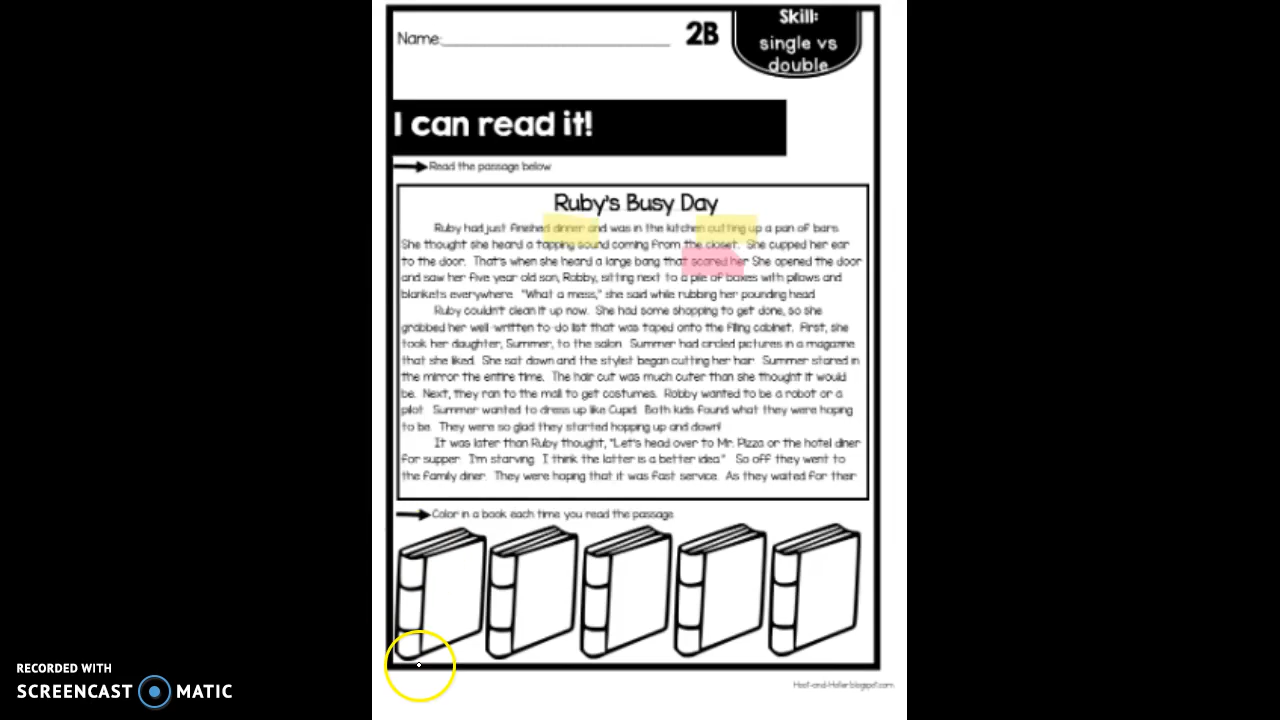 Skill:
Name:
2B
single vs
double
I can read it!
Read the passage below
Ruby's Busy Day
Ruby had just finished dinner and was in the kitchen cutting up a pan of bars.
She thought she heard a tapping sound coming from the closet. She cupped her ear
to the door. That's when she heard a large bang that scared her She opened the door
and saw her five year old son, Robby, sitting next to a pile of boxes with pillows and
blankets everywhere. "What a mess," she said while rubbing her pounding head.
Ruby couldn't clean it up now. She had some shopping to get done, so she
grabbed her well-written to-do list that was taped onto the filing cabinet. First, she
took her daughter, Summer, to the salon. Summer had circled pictures in a magazine
that she liked. She sat down and the stylist began cutting her hair. Summer stared in
the mirror the entire time. The hair cut was much cuter than she thought it would
be. Next, they ran to the mall to get costumes. Robby wanted to be a robot or a
pilot. Summer wanted to dress up like Cupid. Both kids found what they were hoping
to be. They were so glad they started hopping up and down!
It was later than Ruby thought, "Let's head over to Mr. Pizza or the hotel diner
for supper. I'm starving. I think the latter is a better idea." So off they went to
the family diner. They were hoping that it was fast service. As they waited for their
Color in a book each time you read the passage.
RECORDED WITH
SCREENCAST MATIC
Hoot-and-Holler.blogspot.com